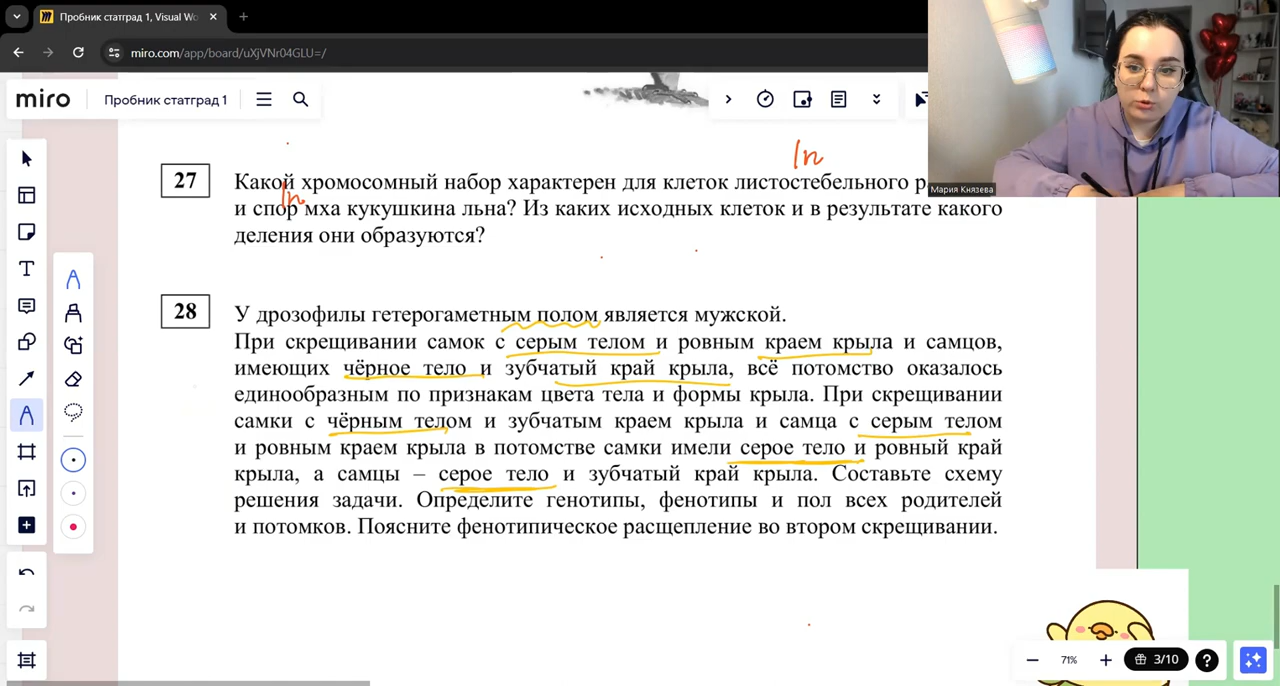 Пробник статград 1, Visual Wo
miro.com/app/board/uXjVNr04GLU=/
miro
Пробник статград 1
Мария Князева
1n
27
Какой хромосомный набор характерен для клеток листостебельного р
1n
и спор мха кукушкина льна? Из каких исходных клеток и в результате какого
деления они образуются?
28
У дрозофилы гетерогаметным полом является мужской.
При скрещивании самок с серым телом и ровным краем крыла и самцов,
имеющих чёрное тело и зубчатый край крыла, всё потомство оказалось
единообразным по признакам цвета тела и формы крыла. При скрещивании
самки с чёрным телом и зубчатым краем крыла и самца с серым телом
и ровным краем крыла в потомстве самки имели серое тело и ровный край
крыла, а самцы – серое тело и зубчатый край крыла. Составьте схему
решения задачи. Определите генотипы, фенотипы и пол всех родителей
и потомков. Поясните фенотипическое расщепление во втором скрещивании.
71%
3/10
?